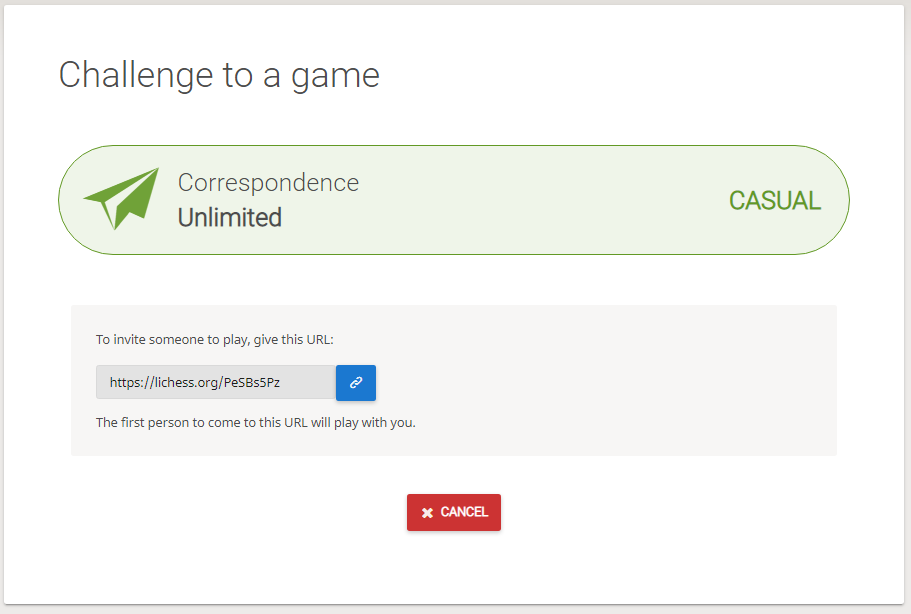 Challenge to a game
Correspondence
Unlimited
CASUAL
To invite someone to play, give this URL:
https://lichess.org/PeSBs5Pz
The first person to come to this URL will play with you.
CANCEL